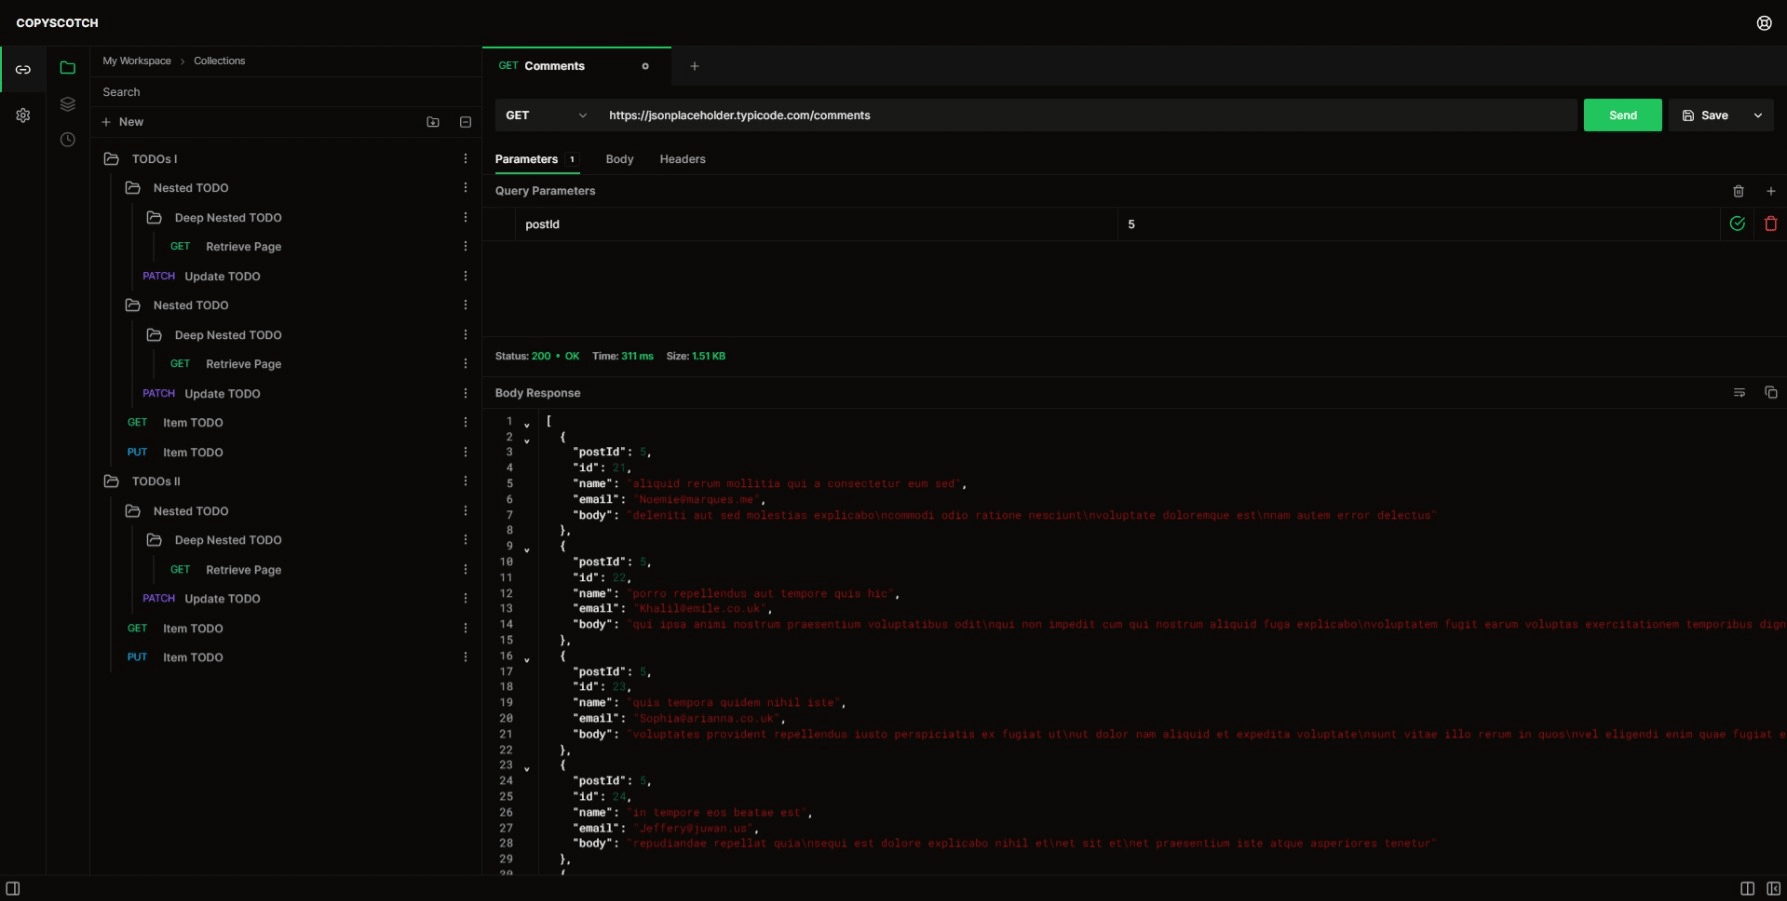 COPYSCOTCH
My Workspace > Collections
Search
+ New
TODOs I
Nested TODO
Deep Nested TODO
GET Retrieve Page
PATCH Update TODO
Nested TODO
Deep Nested TODO
GET Retrieve Page
PATCH Update TODO
GET Item TODO
PUT Item TODO
TODOs II
Nested TODO
Deep Nested TODO
GET Retrieve Page
PATCH Update TODO
GET Item TODO
PUT Item TODO
GET Comments
GET https://jsonplaceholder.typicode.com/comments
Send
Save
Parameters 1 Body Headers
Query Parameters
postId 5
Status: 200 • OK Time: 311 ms Size: 1.51 KB
Body Response
1 [
2 {
3 "postId": 5,
4 "id": 21,
5 "name": "aliquid rerum mollitia qui a consectetur eum sed",
6 "email": "Noemie@marques.me",
7 "body": "deleniti aut sed molestias explicabo\ncommodi odio ratione nesciunt\nvoluptate doloremque est\nnam autem error delectus"
8 },
9 {
10 "postId": 5,
11 "id": 22,
12 "name": "porro repellendus aut tempore quis hic",
13 "email": "Khalil@emile.co.uk",
14 "body": "qui ipsa animi nostrum praesentium voluptatibus odit\nqui non impedit cum qui nostrum aliquid fuga explicabo\nvoluptatem fugit earum voluptas exercitationem temporibus dign
15 },
16 {
17 "postId": 5,
18 "id": 23,
19 "name": "quis tempora quidem nihil iste",
20 "email": "Sophia@arianna.co.uk",
21 "body": "voluptates provident repellendus iusto perspiciatis ex fugiat ut\nut dolor nam aliquid et expedita voluptate\nsunt vitae illo rerum in quos\nvel eligendi enim quae fugiat e
22 },
23 {
24 "postId": 5,
25 "id": 24,
26 "name": "in tempore eos beatae est",
27 "email": "Jeffery@juwan.us",
28 "body": "repudiandae repellat quia\nsequi est dolore explicabo nihil et\net sit et\net praesentium iste atque asperiores tenetur"
29 },
30 {